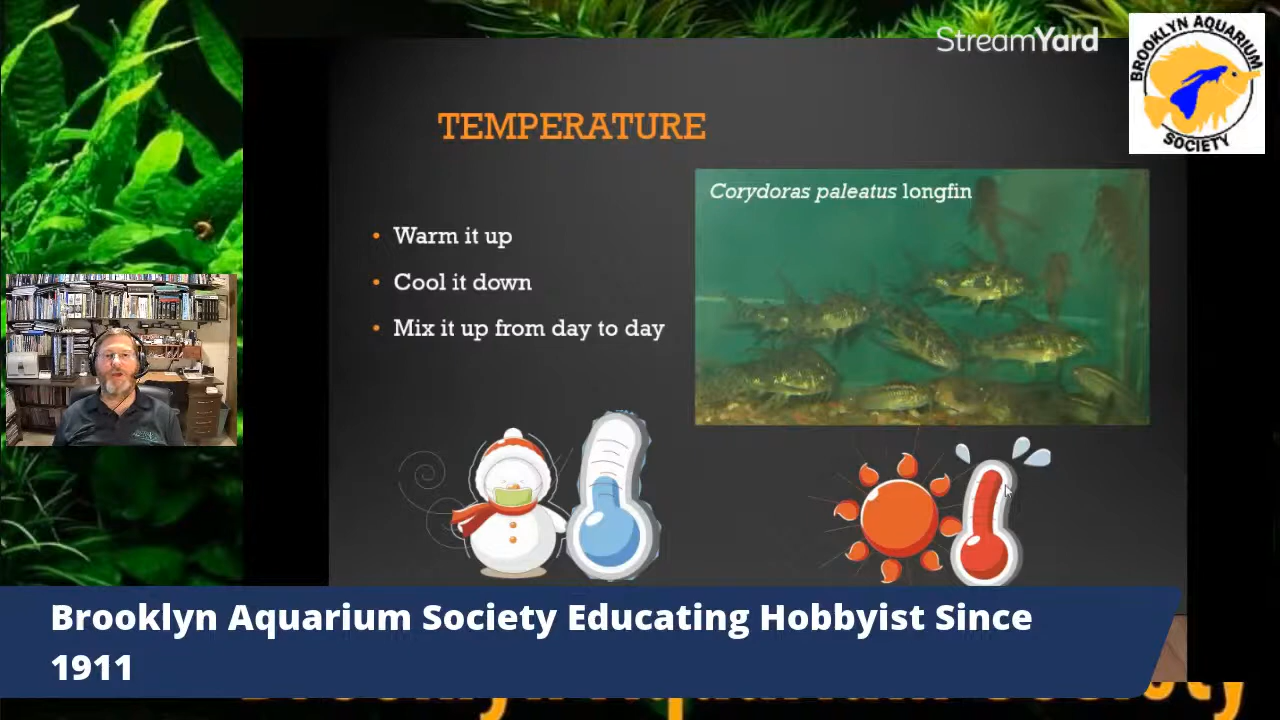 StreamYard
BROOKLYN AQUARIUM
SOCIETY
TEMPERATURE
Corydoras paleatus longfin
• Warm it up
• Cool it down
• Mix it up from day to day
Brooklyn Aquarium Society Educating Hobbyist Since
1911